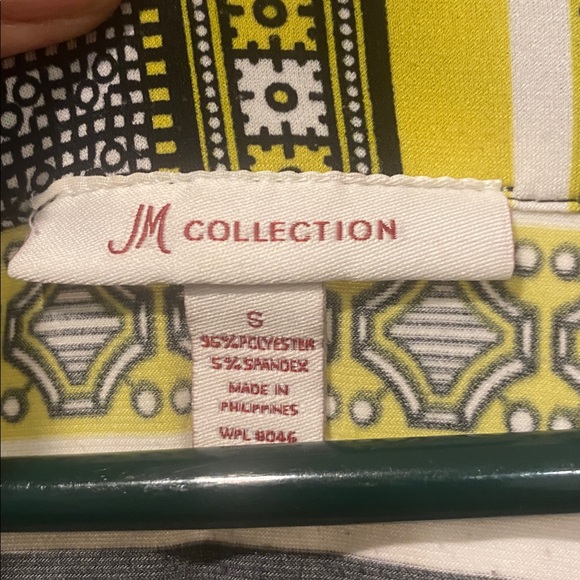 JM COLLECTION
S
95% POLYESTER
5% SPANDEX
MADE IN
PHILIPPINES
WPL 8046